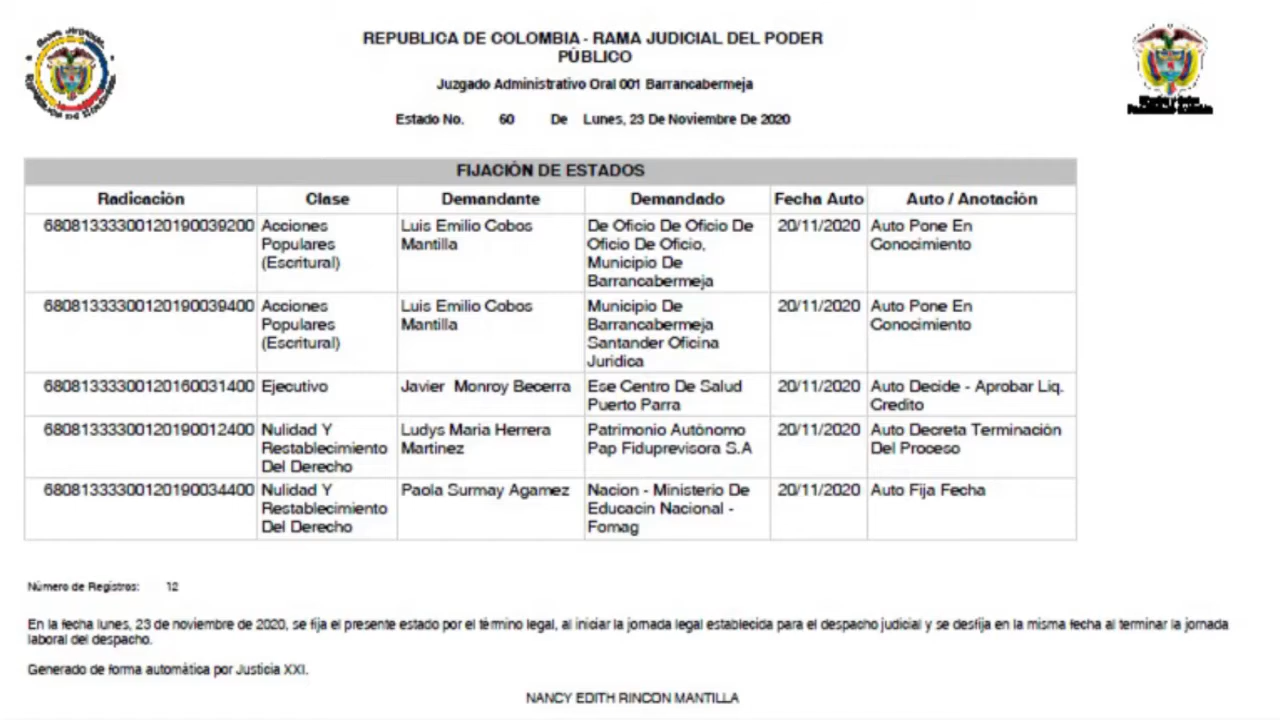 REPUBLICA DE COLOMBIA - RAMA JUDICIAL DEL PODER
PÚBLICO
Juzgado Administrativo Oral 001 Barrancabermeja
Estado No. 60 De Lunes, 23 De Noviembre De 2020
FIJACIÓN DE ESTADOS
Radicación Clase Demandante Demandado Fecha Auto Auto / Anotación
68081333300120190039200 Acciones Luis Emilio Cobos De Oficio De Oficio De 20/11/2020 Auto Pone En
Populares Mantilla Oficio De Oficio, Conocimiento
(Escritural) Municipio De
Barrancabermeja
68081333300120190039400 Acciones Luis Emilio Cobos Municipio De 20/11/2020 Auto Pone En
Populares Mantilla Barrancabermeja Conocimiento
(Escritural) Santander Oficina
Juridica
68081333300120160031400 Ejecutivo Javier Monroy Becerra Ese Centro De Salud 20/11/2020 Auto Decide - Aprobar Liq.
Puerto Parra Credito
68081333300120190012400 Nulidad Y Ludys Maria Herrera Patrimonio Autónomo 20/11/2020 Auto Decreta Terminación
Restablecimiento Martinez Pap Fiduprevisora S.A Del Proceso
Del Derecho
68081333300120190034400 Nulidad Y Paola Surmay Agamez Nacion - Ministerio De 20/11/2020 Auto Fija Fecha
Restablecimiento Educacin Nacional -
Del Derecho Fomag
Número de Registros: 12
En la fecha lunes, 23 de noviembre de 2020, se fija el presente estado por el término legal, al iniciar la jornada legal establecida para el despacho judicial y se desfija en la misma fecha al terminar la jornada
laboral del despacho.
Generado de forma automática por Justicia XXI.
NANCY EDITH RINCON MANTILLA